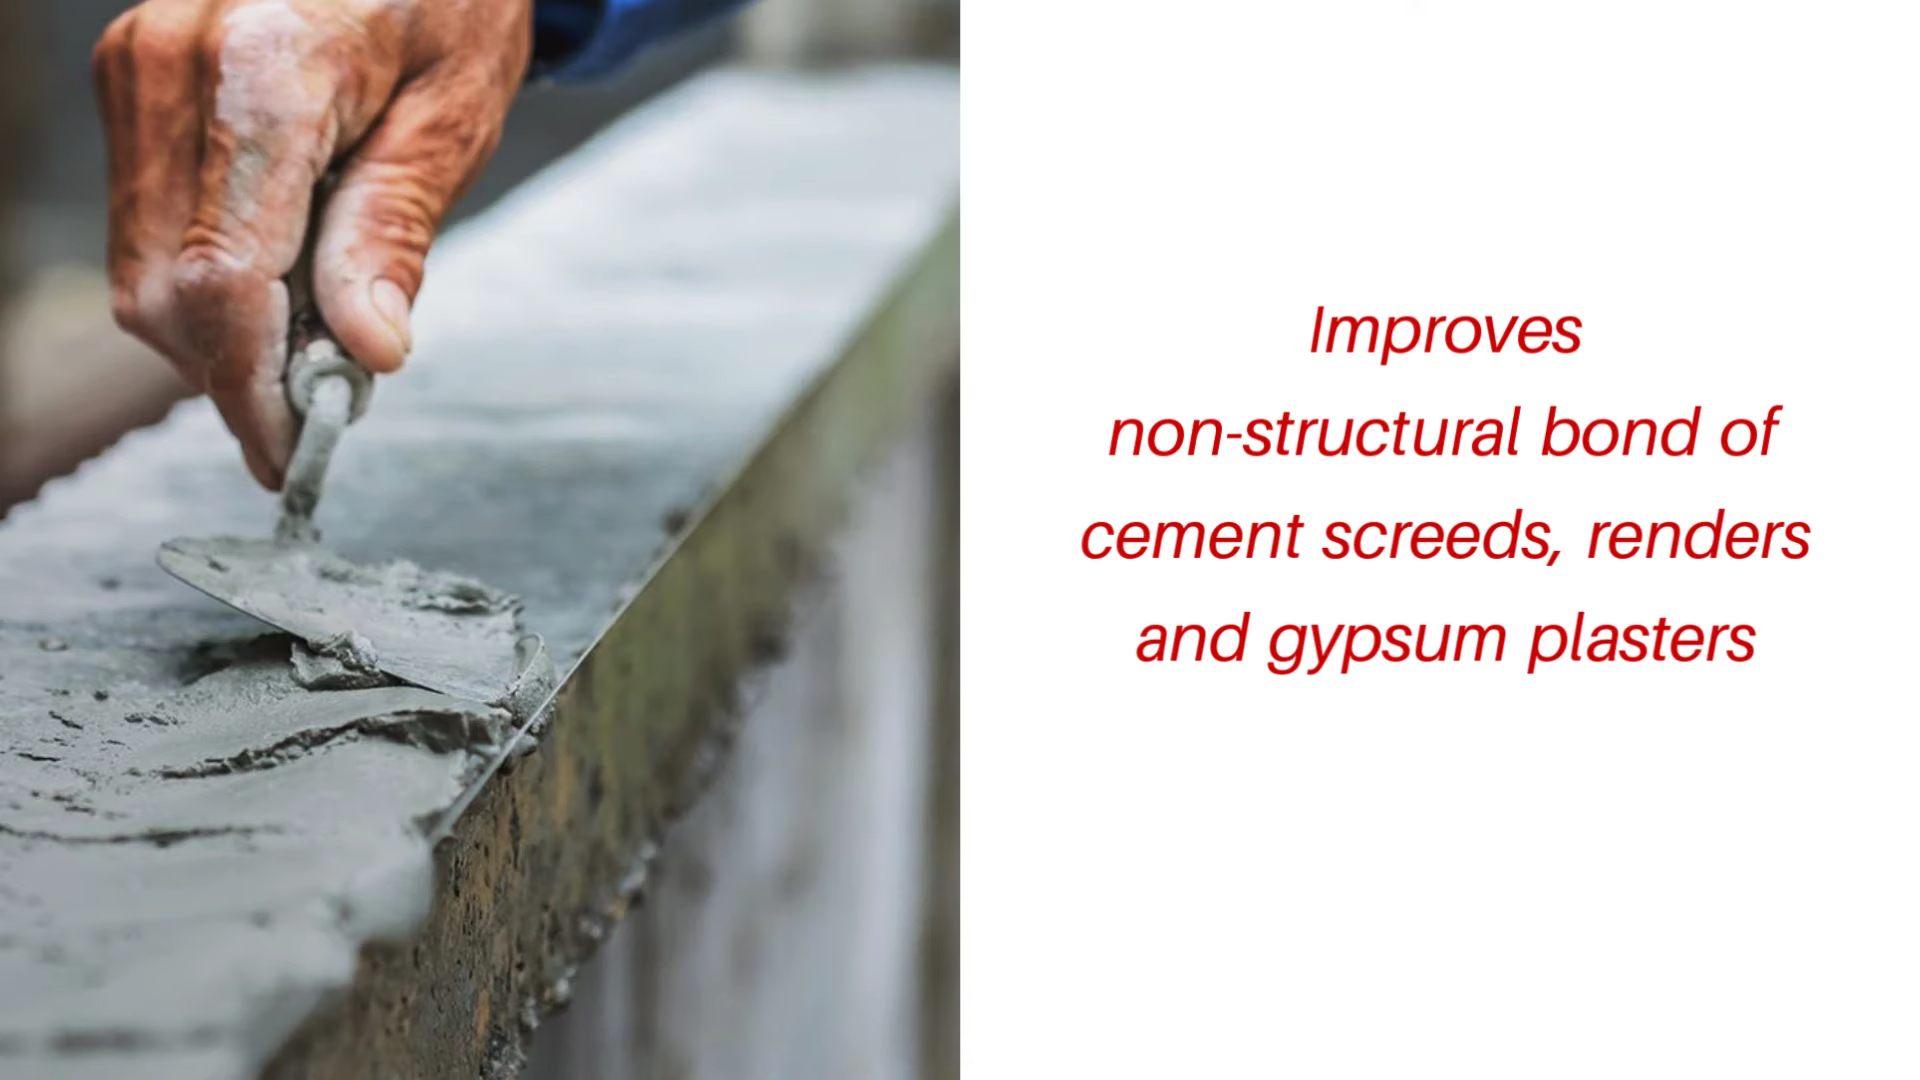 Improves
non-structural bond of
cement screeds, renders
and gypsum plasters